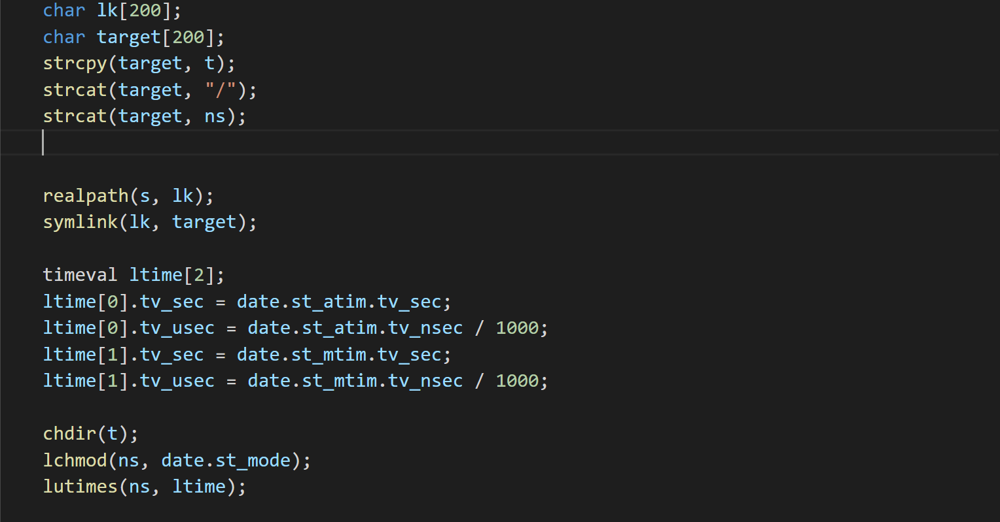 char lk[200];
char target[200];
strcpy(target, t);
strcat(target, "/");
strcat(target, ns);
realpath(s, lk);
symlink(lk, target);
timeval ltime[2];
ltime[0].tv_sec = date.st_atim.tv_sec;
ltime[0].tv_usec = date.st_atim.tv_nsec / 1000;
ltime[1].tv_sec = date.st_mtim.tv_sec;
ltime[1].tv_usec = date.st_mtim.tv_nsec / 1000;
chdir(t);
lchmod(ns, date.st_mode);
lutimes(ns, ltime);